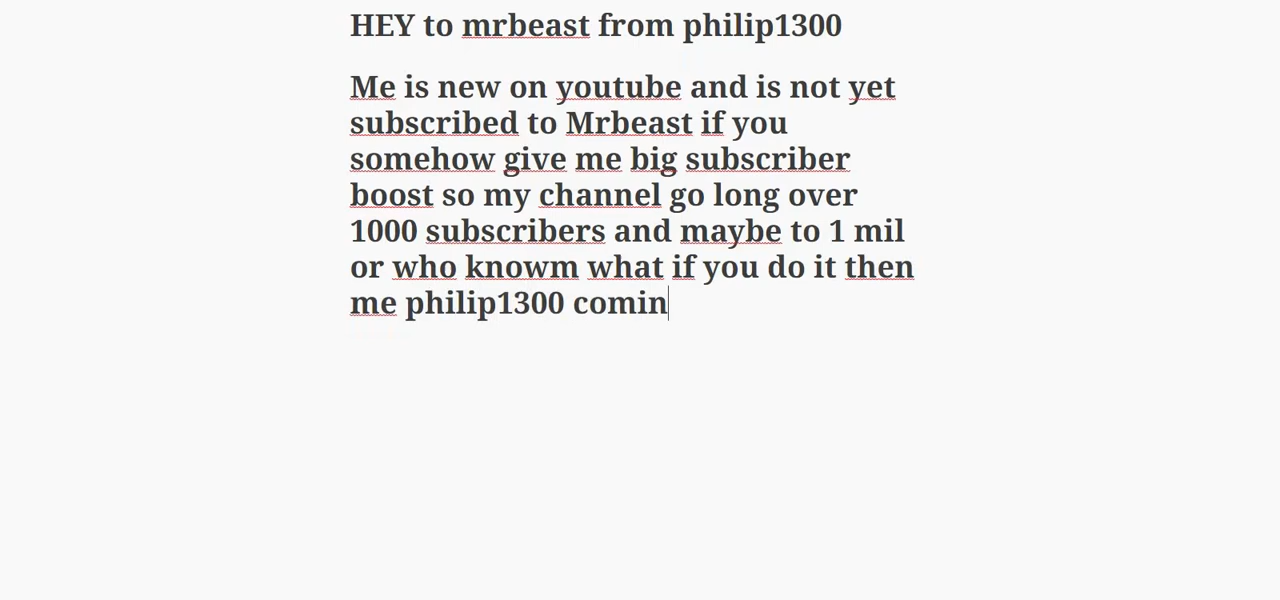 HEY to mrbeast from philip1300
Me is new on youtube and is not yet
subscribed to Mrbeast if you
somehow give me big subscriber
boost so my channel go long over
1000 subscribers and maybe to 1 mil
or who knowm what if you do it then
me philip1300 comin